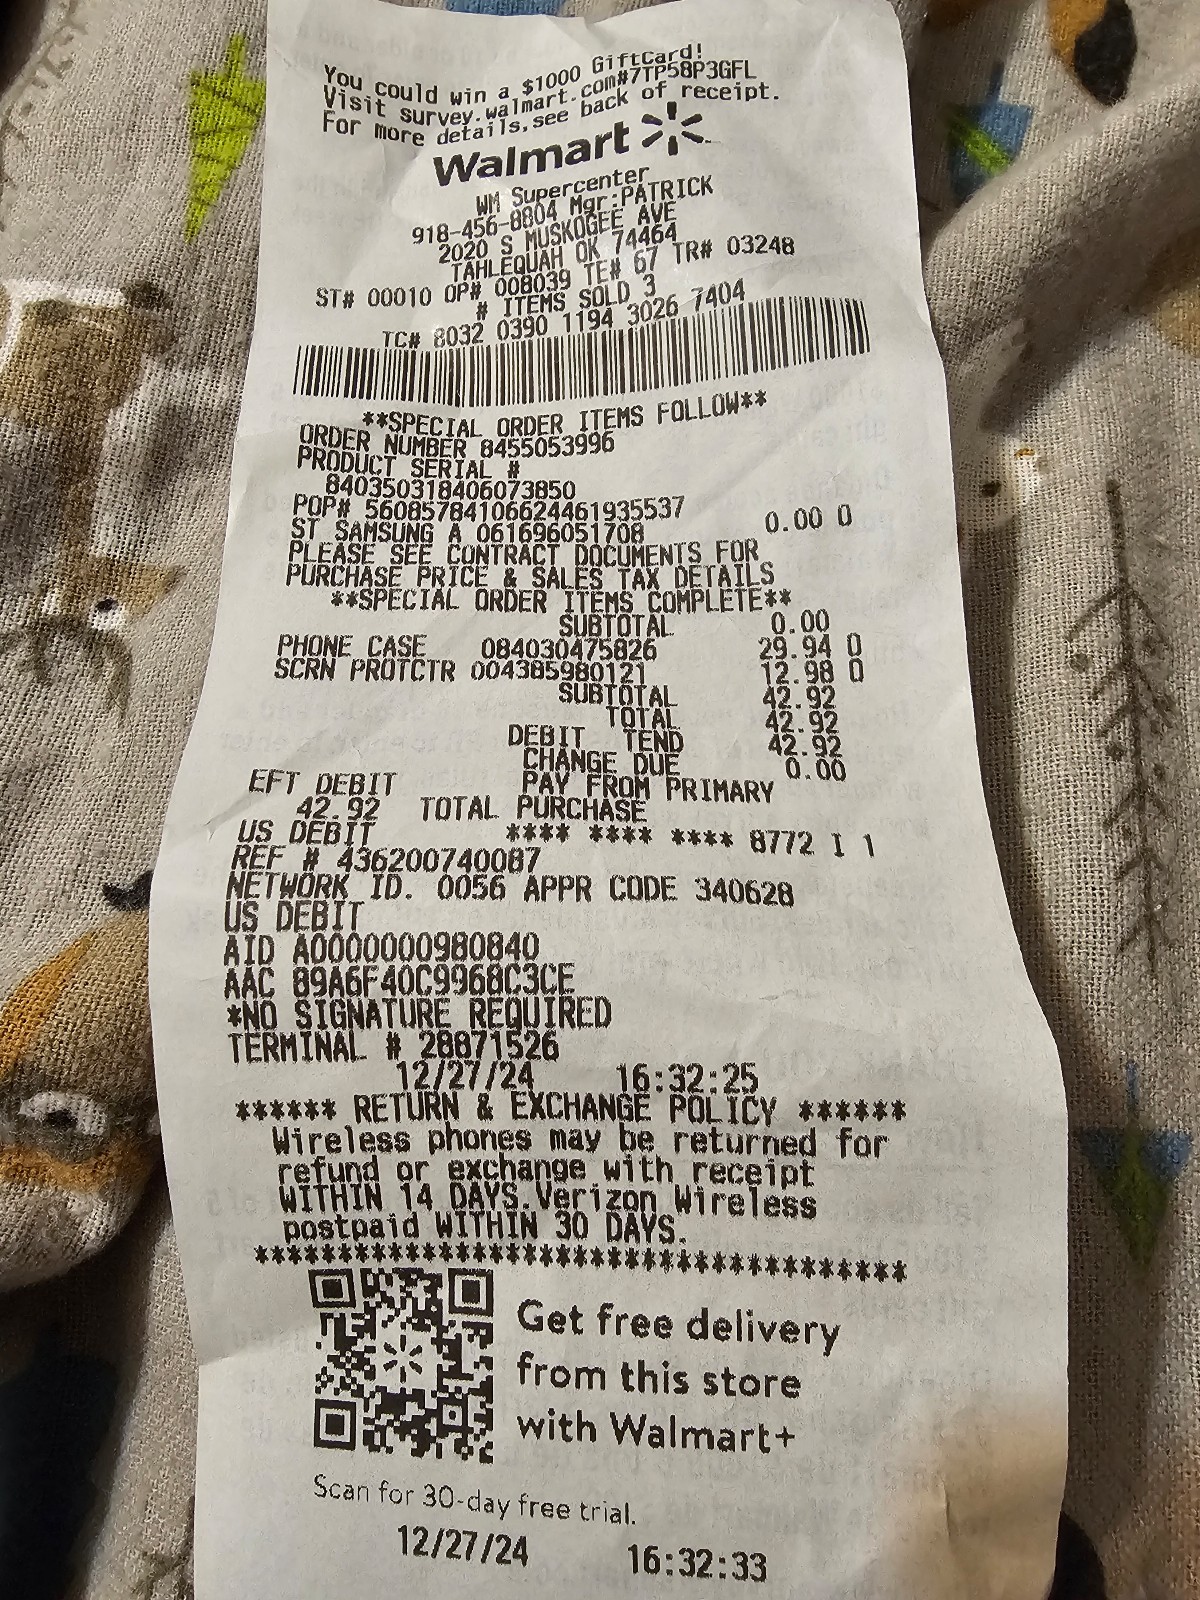 You could win a $1000 GiftCard!
Visit survey.walmart.com#7TP58P3GFL
For more details,see back of receipt.
Walmart
WM Supercenter
918-456-8804 Mgr:PATRICK
2020 S MUSKOGEE AVE
TAHLEQUAH OK 74464
ST# 00010 OP# 008039 TE# 67 TR# 03248
# ITEMS SOLD 3
TC# 8032 0390 1194 3026 7404
**SPECIAL ORDER ITEMS FOLLOW**
ORDER NUMBER 8455053996
PRODUCT SERIAL #
840350318406073850
POP# 56085784106624461935537
ST SAMSUNG A 061696051708 0.00 O
PLEASE SEE CONTRACT DOCUMENTS FOR
PURCHASE PRICE & SALES TAX DETAILS
**SPECIAL ORDER ITEMS COMPLETE**
SUBTOTAL 0.00
PHONE CASE 084030475826 29.94 O
SCRN PROTCTR 004385980121 12.98 O
SUBTOTAL 42.92
TOTAL 42.92
DEBIT TEND 42.92
CHANGE DUE 0.00
EFT DEBIT PAY FROM PRIMARY
42.92 TOTAL PURCHASE
US DEBIT **** **** **** 8772 I 1
REF # 436200740087
NETWORK ID. 0056 APPR CODE 340628
US DEBIT
AID A0000000980840
AAC 89A6F40C9968C3CE
*NO SIGNATURE REQUIRED
TERMINAL # 28871526
12/27/24 16:32:25
****** RETURN & EXCHANGE POLICY ******
Wireless phones may be returned for
refund or exchange with receipt
WITHIN 14 DAYS.Verizon Wireless
postpaid WITHIN 30 DAYS.
***************************************
Get free delivery
from this store
with Walmart+
Scan for 30-day free trial.
12/27/24 16:32:33